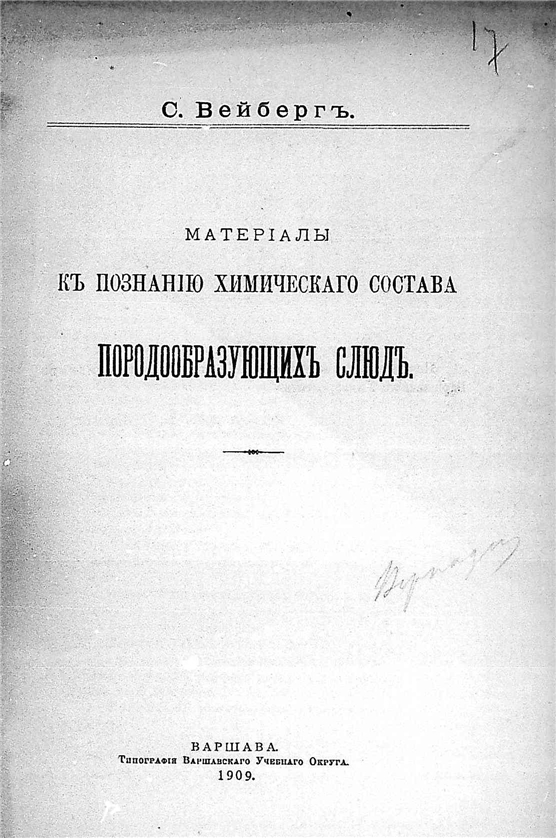 17
С. Вейбергъ.
МАТЕРІАЛЫ
КЪ ПОЗНАНІЮ ХИМИЧЕСКАГО СОСТАВА
ПОРОДООБРАЗУЮЩИХЪ СЛЮДЪ.
ВАРШАВА.
Типографія Варшавскаго Учебнаго Округа.
1909.